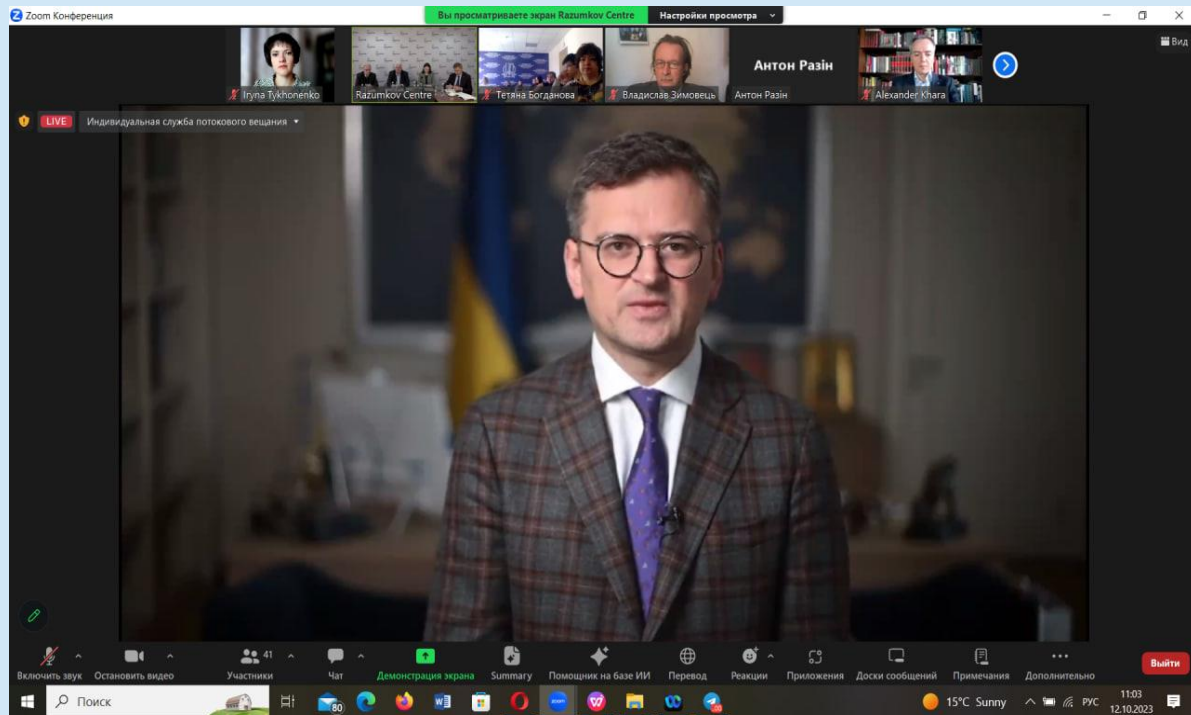 Zoom Конференция
Вы просматриваете экран Razumkov Centre Настройки просмотра
Вид
Антон Разін
Iryna Tykhonenko
Razumkov Centre
Тетяна Богданова
Владислав Зимовець
Антон Разін
Alexander Khara
LIVE Индивидуальная служба потокового вещания
41
Включить звук Остановить видео Участники Чат Демонстрация экрана Summary Помощник на базе ИИ Перевод Реакции Приложения Доски сообщений Примечания Дополнительно Выйти
Поиск 80 15°C Sunny РУС 11:03
12.10.2023